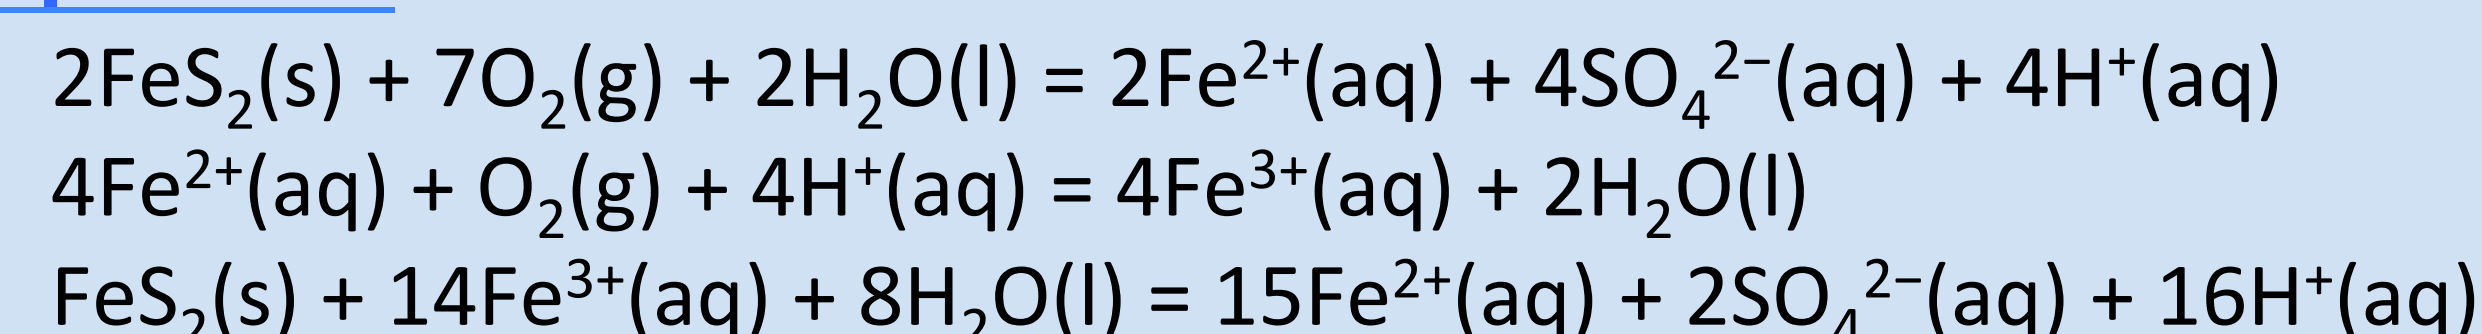 2FeS₂(s) + 7O₂(g) + 2H₂O(l) = 2Fe²⁺(aq) + 4SO₄²⁻(aq) + 4H⁺(aq)
4Fe²⁺(aq) + O₂(g) + 4H⁺(aq) = 4Fe³⁺(aq) + 2H₂O(l)
FeS₂(s) + 14Fe³⁺(aq) + 8H₂O(l) = 15Fe²⁺(aq) + 2SO₄²⁻(aq) + 16H⁺(aq)